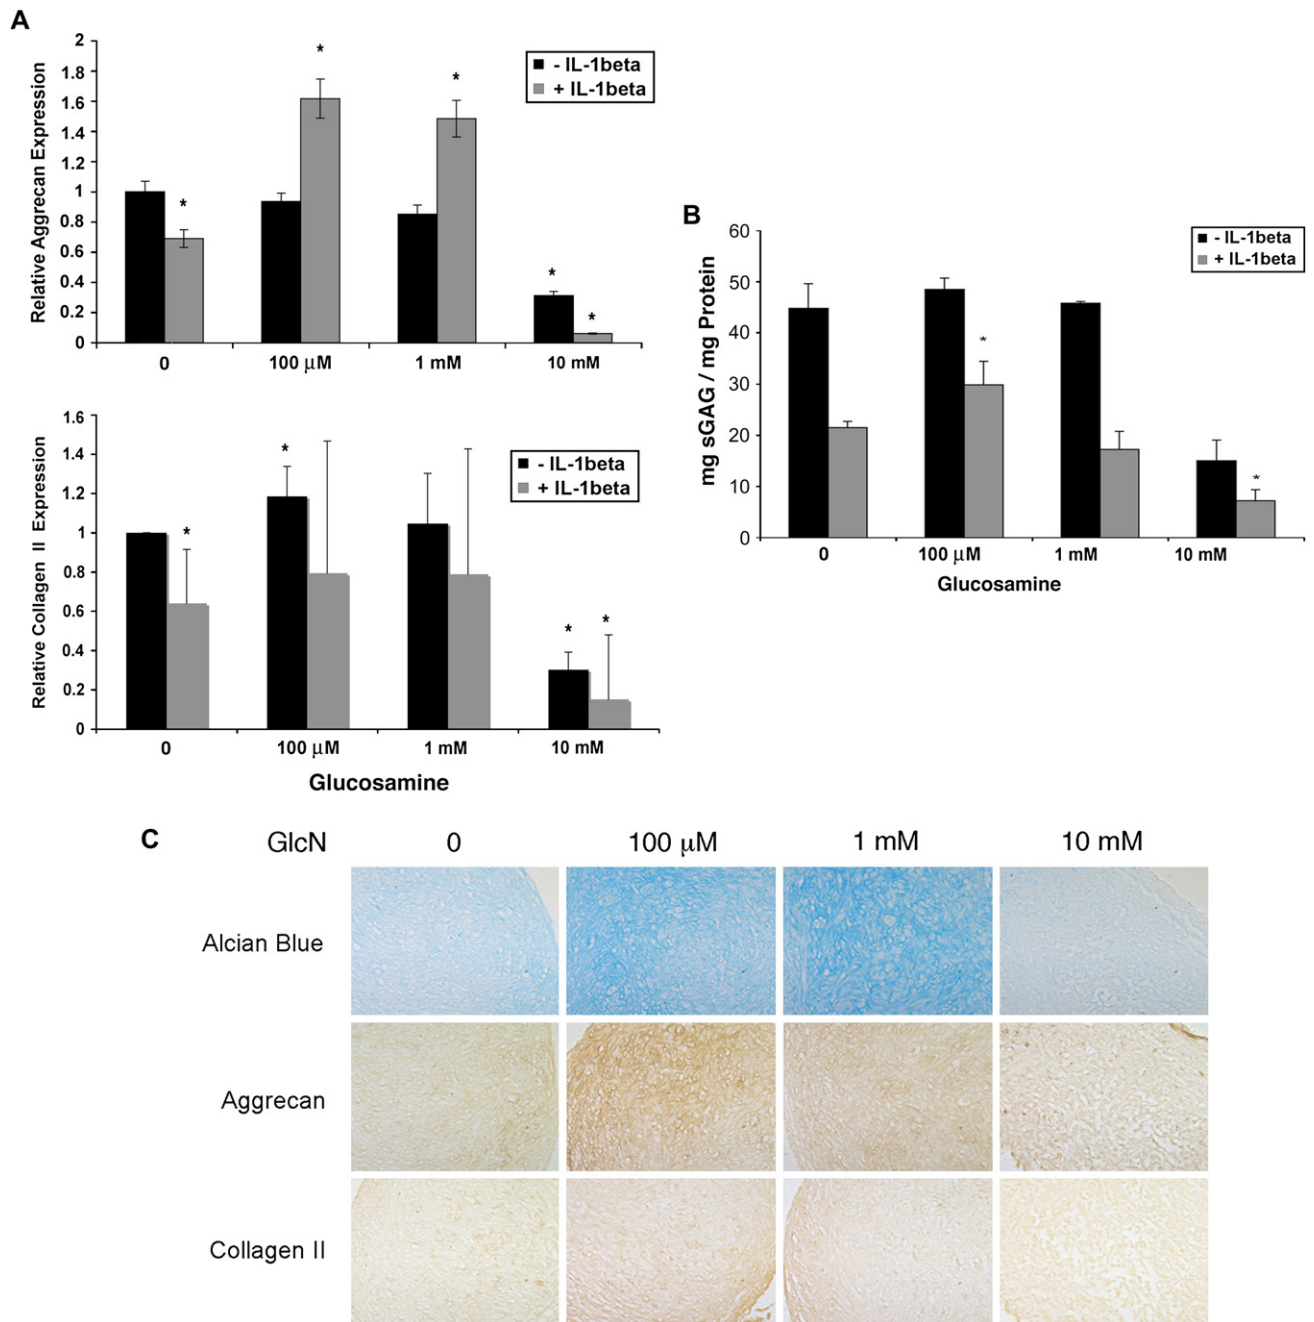 A
Relative Aggrecan Expression
2
1.8
1.6
1.4
1.2
1
0.8
0.6
0.4
0.2
0
- IL-1beta
+ IL-1beta
*
*
*
*
*
0
100 μM
1 mM
10 mM
Relative Collagen II Expression
1.6
1.4
1.2
1
0.8
0.6
0.4
0.2
0
- IL-1beta
+ IL-1beta
*
*
*
*
0
100 μM
1 mM
10 mM
Glucosamine
B
mg sGAG / mg Protein
60
50
40
30
20
10
0
- IL-1beta
+ IL-1beta
*
*
0
100 μM
1 mM
10 mM
Glucosamine
C
GlcN 0 100 μM 1 mM 10 mM
Alcian Blue
Aggrecan
Collagen II